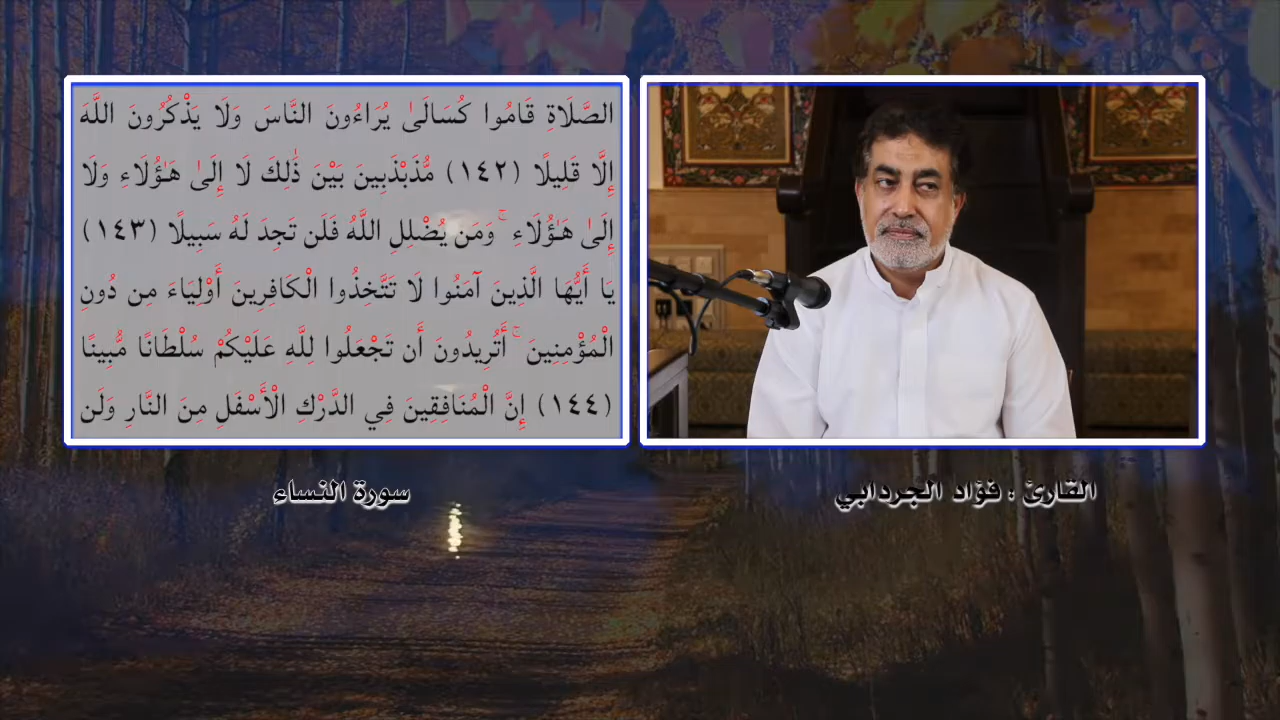 الصَّلَاةِ قَامُوا كُسَالَىٰ يُرَاءُونَ النَّاسَ وَلَا يَذْكُرُونَ اللَّهَ
إِلَّا قَلِيلًا (١٤٢) مُّذَبْذَبِينَ بَيْنَ ذَٰلِكَ لَا إِلَىٰ هَـٰؤُلَاءِ وَلَا
إِلَىٰ هَـٰؤُلَاءِ ۚ وَمَن يُضْلِلِ اللَّهُ فَلَن تَجِدَ لَهُ سَبِيلًا (١٤٣)
يَا أَيُّهَا الَّذِينَ آمَنُوا لَا تَتَّخِذُوا الْكَافِرِينَ أَوْلِيَاءَ مِن دُونِ
الْمُؤْمِنِينَ ۚ أَتُرِيدُونَ أَن تَجْعَلُوا لِلَّهِ عَلَيْكُمْ سُلْطَانًا مُّبِينًا
(١٤٤) إِنَّ الْمُنَافِقِينَ فِي الدَّرْكِ الْأَسْفَلِ مِنَ النَّارِ وَلَن
القارئ : فؤاد الجردابي
سورة النساء